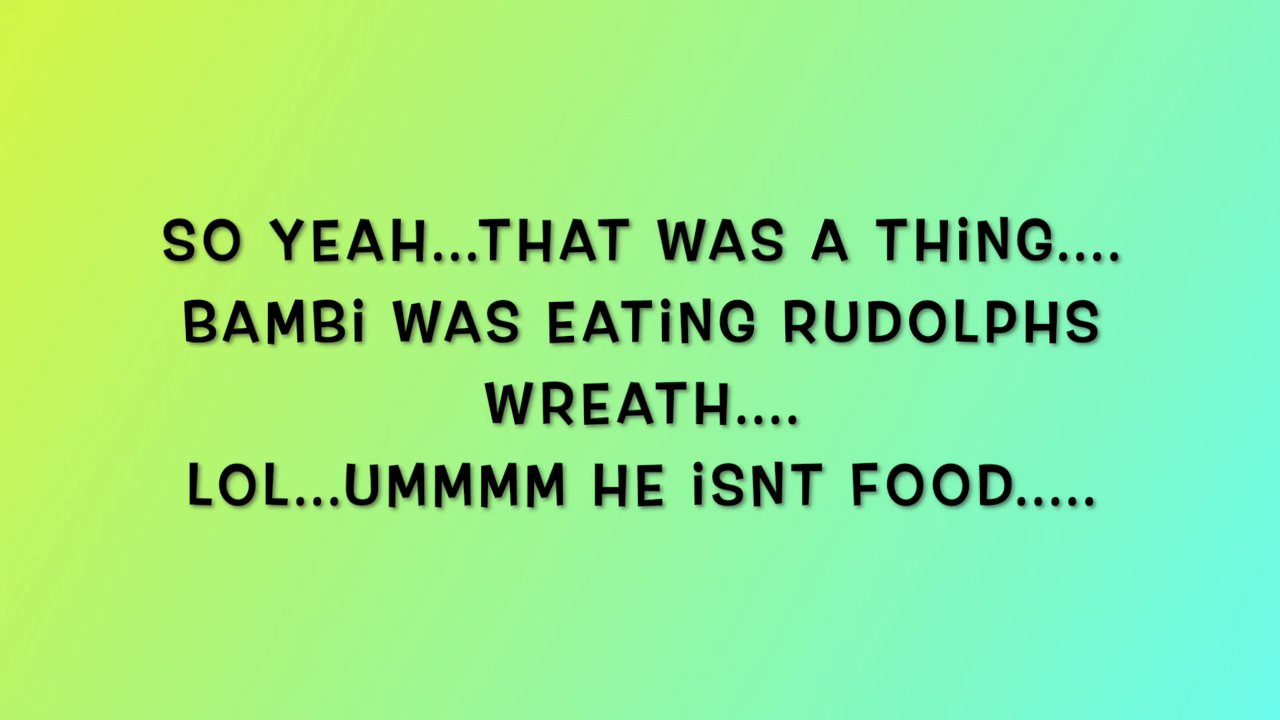 SO YEAH...THAT WAS A THiNG....
BAMBi WAS EATiNG RUDOLPHS
WREATH....
LOL...UMMMM HE iSNT FOOD.....